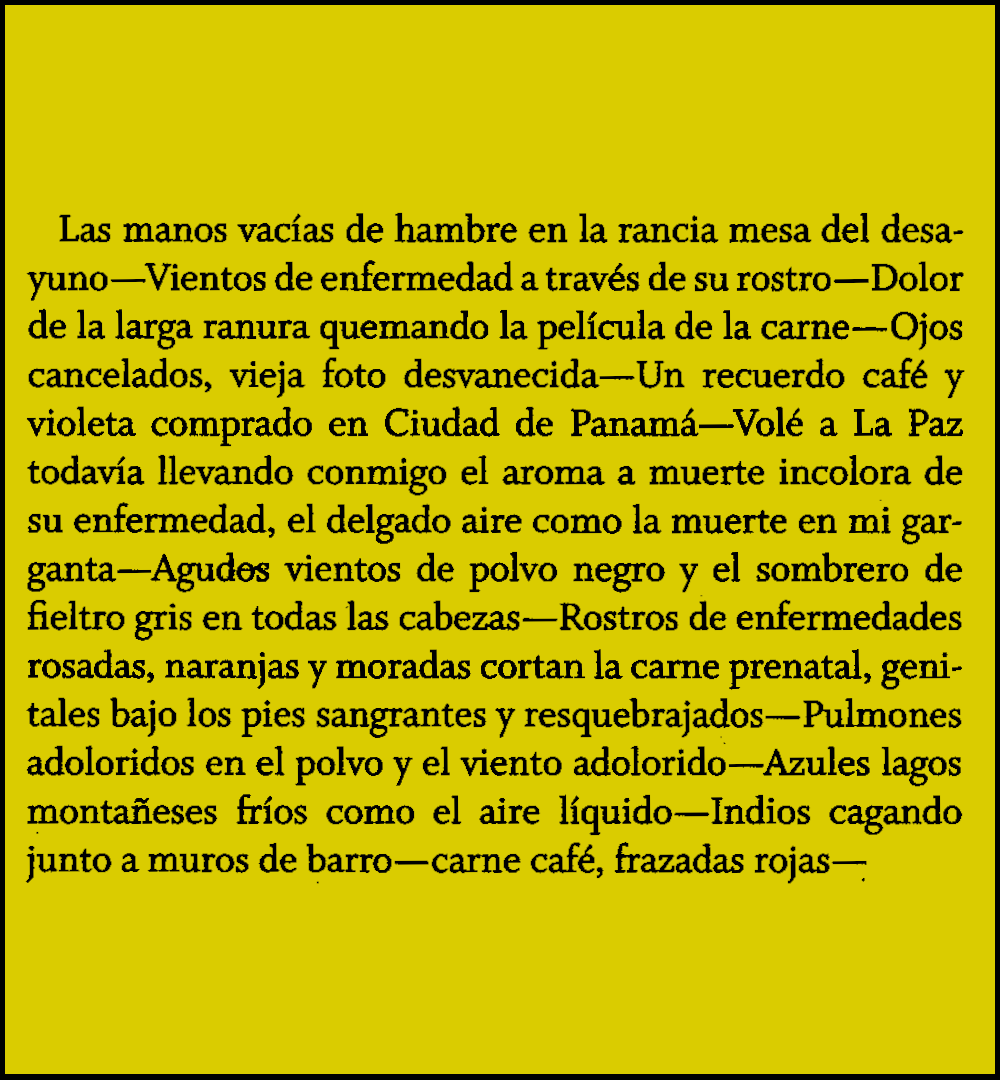 Las manos vacías de hambre en la rancia mesa del desa-
yuno—Vientos de enfermedad a través de su rostro—Dolor
de la larga ranura quemando la película de la carne—Ojos
cancelados, vieja foto desvanecida—Un recuerdo café y
violeta comprado en Ciudad de Panamá—Volé a La Paz
todavía llevando conmigo el aroma a muerte incolora de
su enfermedad, el delgado aire como la muerte en mi gar-
ganta—Agudos vientos de polvo negro y el sombrero de
fieltro gris en todas las cabezas—Rostros de enfermedades
rosadas, naranjas y moradas cortan la carne prenatal, geni-
tales bajo los pies sangrantes y resquebrajados—Pulmones
adoloridos en el polvo y el viento adolorido—Azules lagos
montañeses fríos como el aire líquido—Indios cagando
junto a muros de barro—carne café, frazadas rojas—